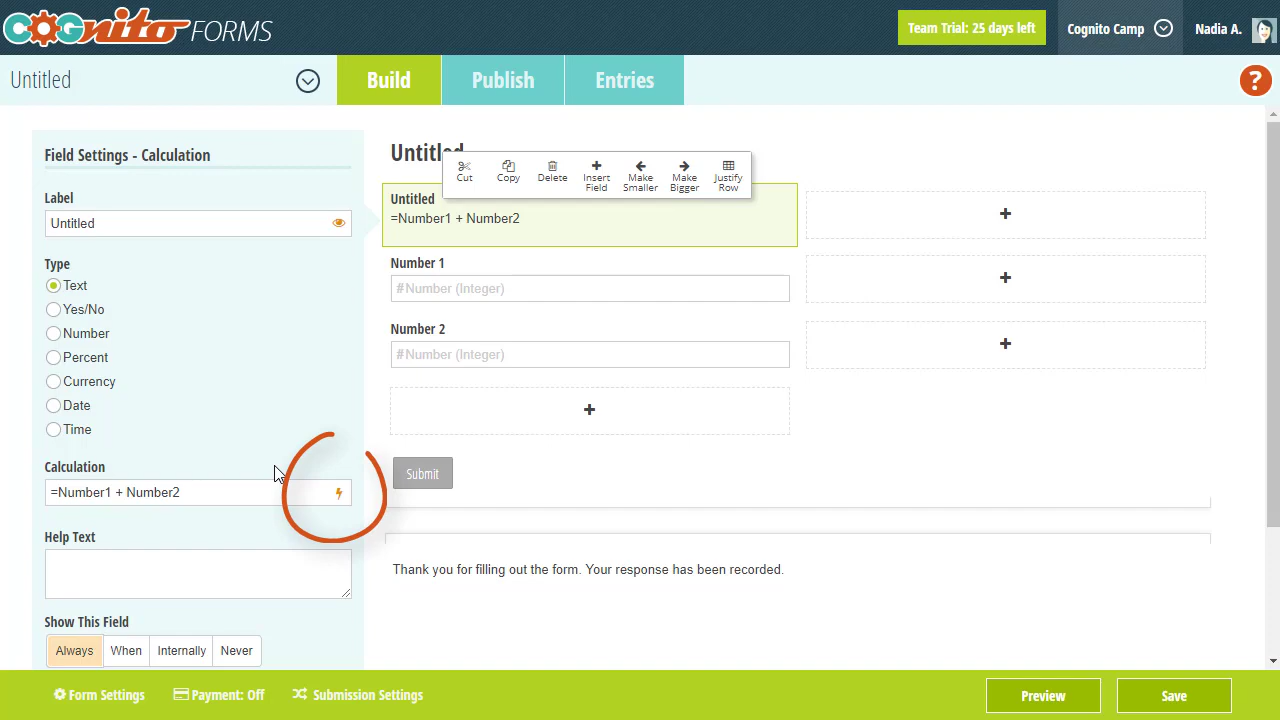 COGnito FORMS
Team Trial: 25 days left
Cognito Camp
Nadia A.
Untitled
Build
Publish
Entries
?
Field Settings - Calculation
Label
Untitled
Type
Text
Yes/No
Number
Percent
Currency
Date
Time
Calculation
=Number1 + Number2
Help Text
Show This Field
Always
When
Internally
Never
Untitled
Cut
Copy
Delete
Insert
Field
Make
Smaller
Make
Bigger
Justify
Row
Untitled
=Number1 + Number2
Number 1
#Number (Integer)
Number 2
#Number (Integer)
Submit
Thank you for filling out the form. Your response has been recorded.
Form Settings
Payment: Off
Submission Settings
Preview
Save